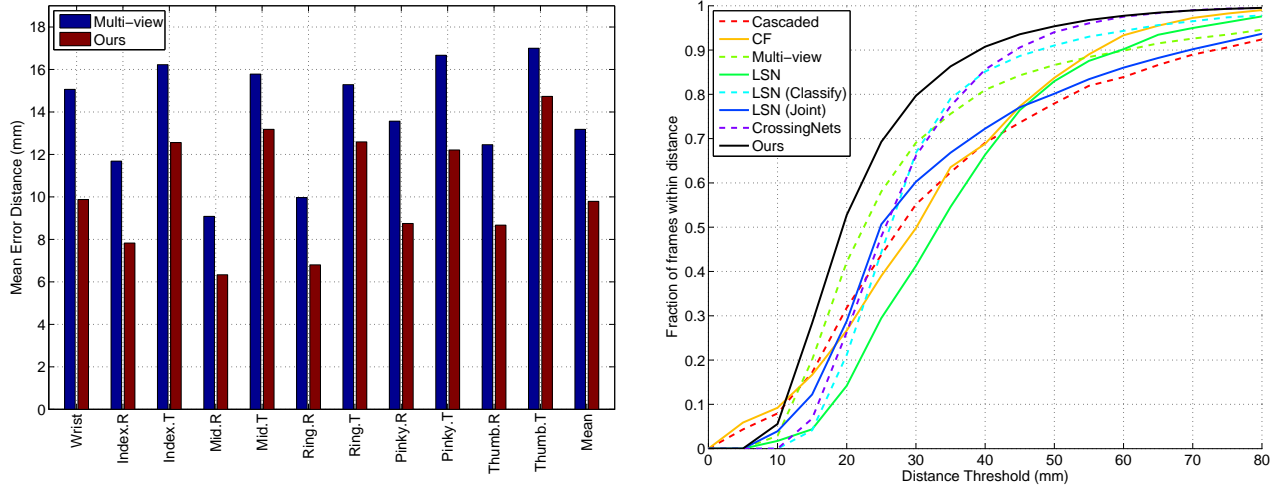 Multi-view
Ours
Mean Error Distance (mm)
18
16
14
12
10
8
6
4
2
0
Wrist
Index.R
Index.T
Mid.R
Mid.T
Ring.R
Ring.T
Pinky.R
Pinky.T
Thumb.R
Thumb.T
Mean
Cascaded
CF
Multi-view
LSN
LSN (Classify)
LSN (Joint)
CrossingNets
Ours
Fraction of frames within distance
1
0.9
0.8
0.7
0.6
0.5
0.4
0.3
0.2
0.1
0
0 10 20 30 40 50 60 70 80
Distance Threshold (mm)